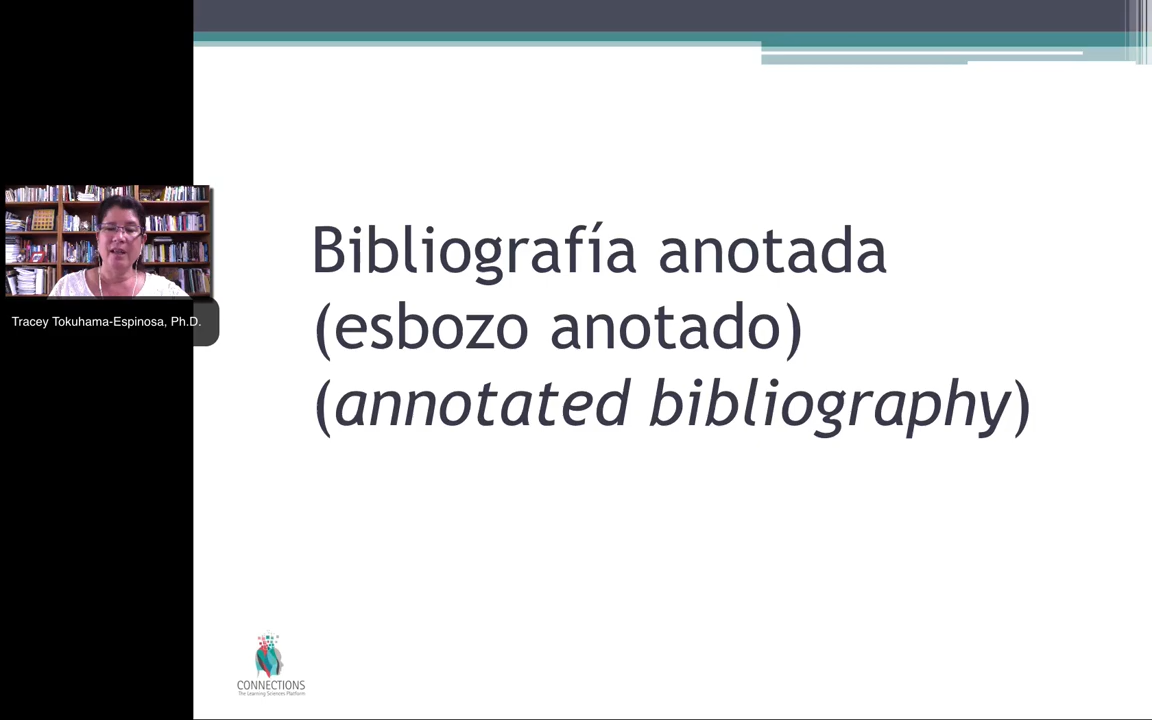 Tracey Tokuhama-Espinosa, Ph.D.
Bibliografía anotada
(esbozo anotado)
(annotated bibliography)
CONNECTIONS
The Learning Sciences Platform